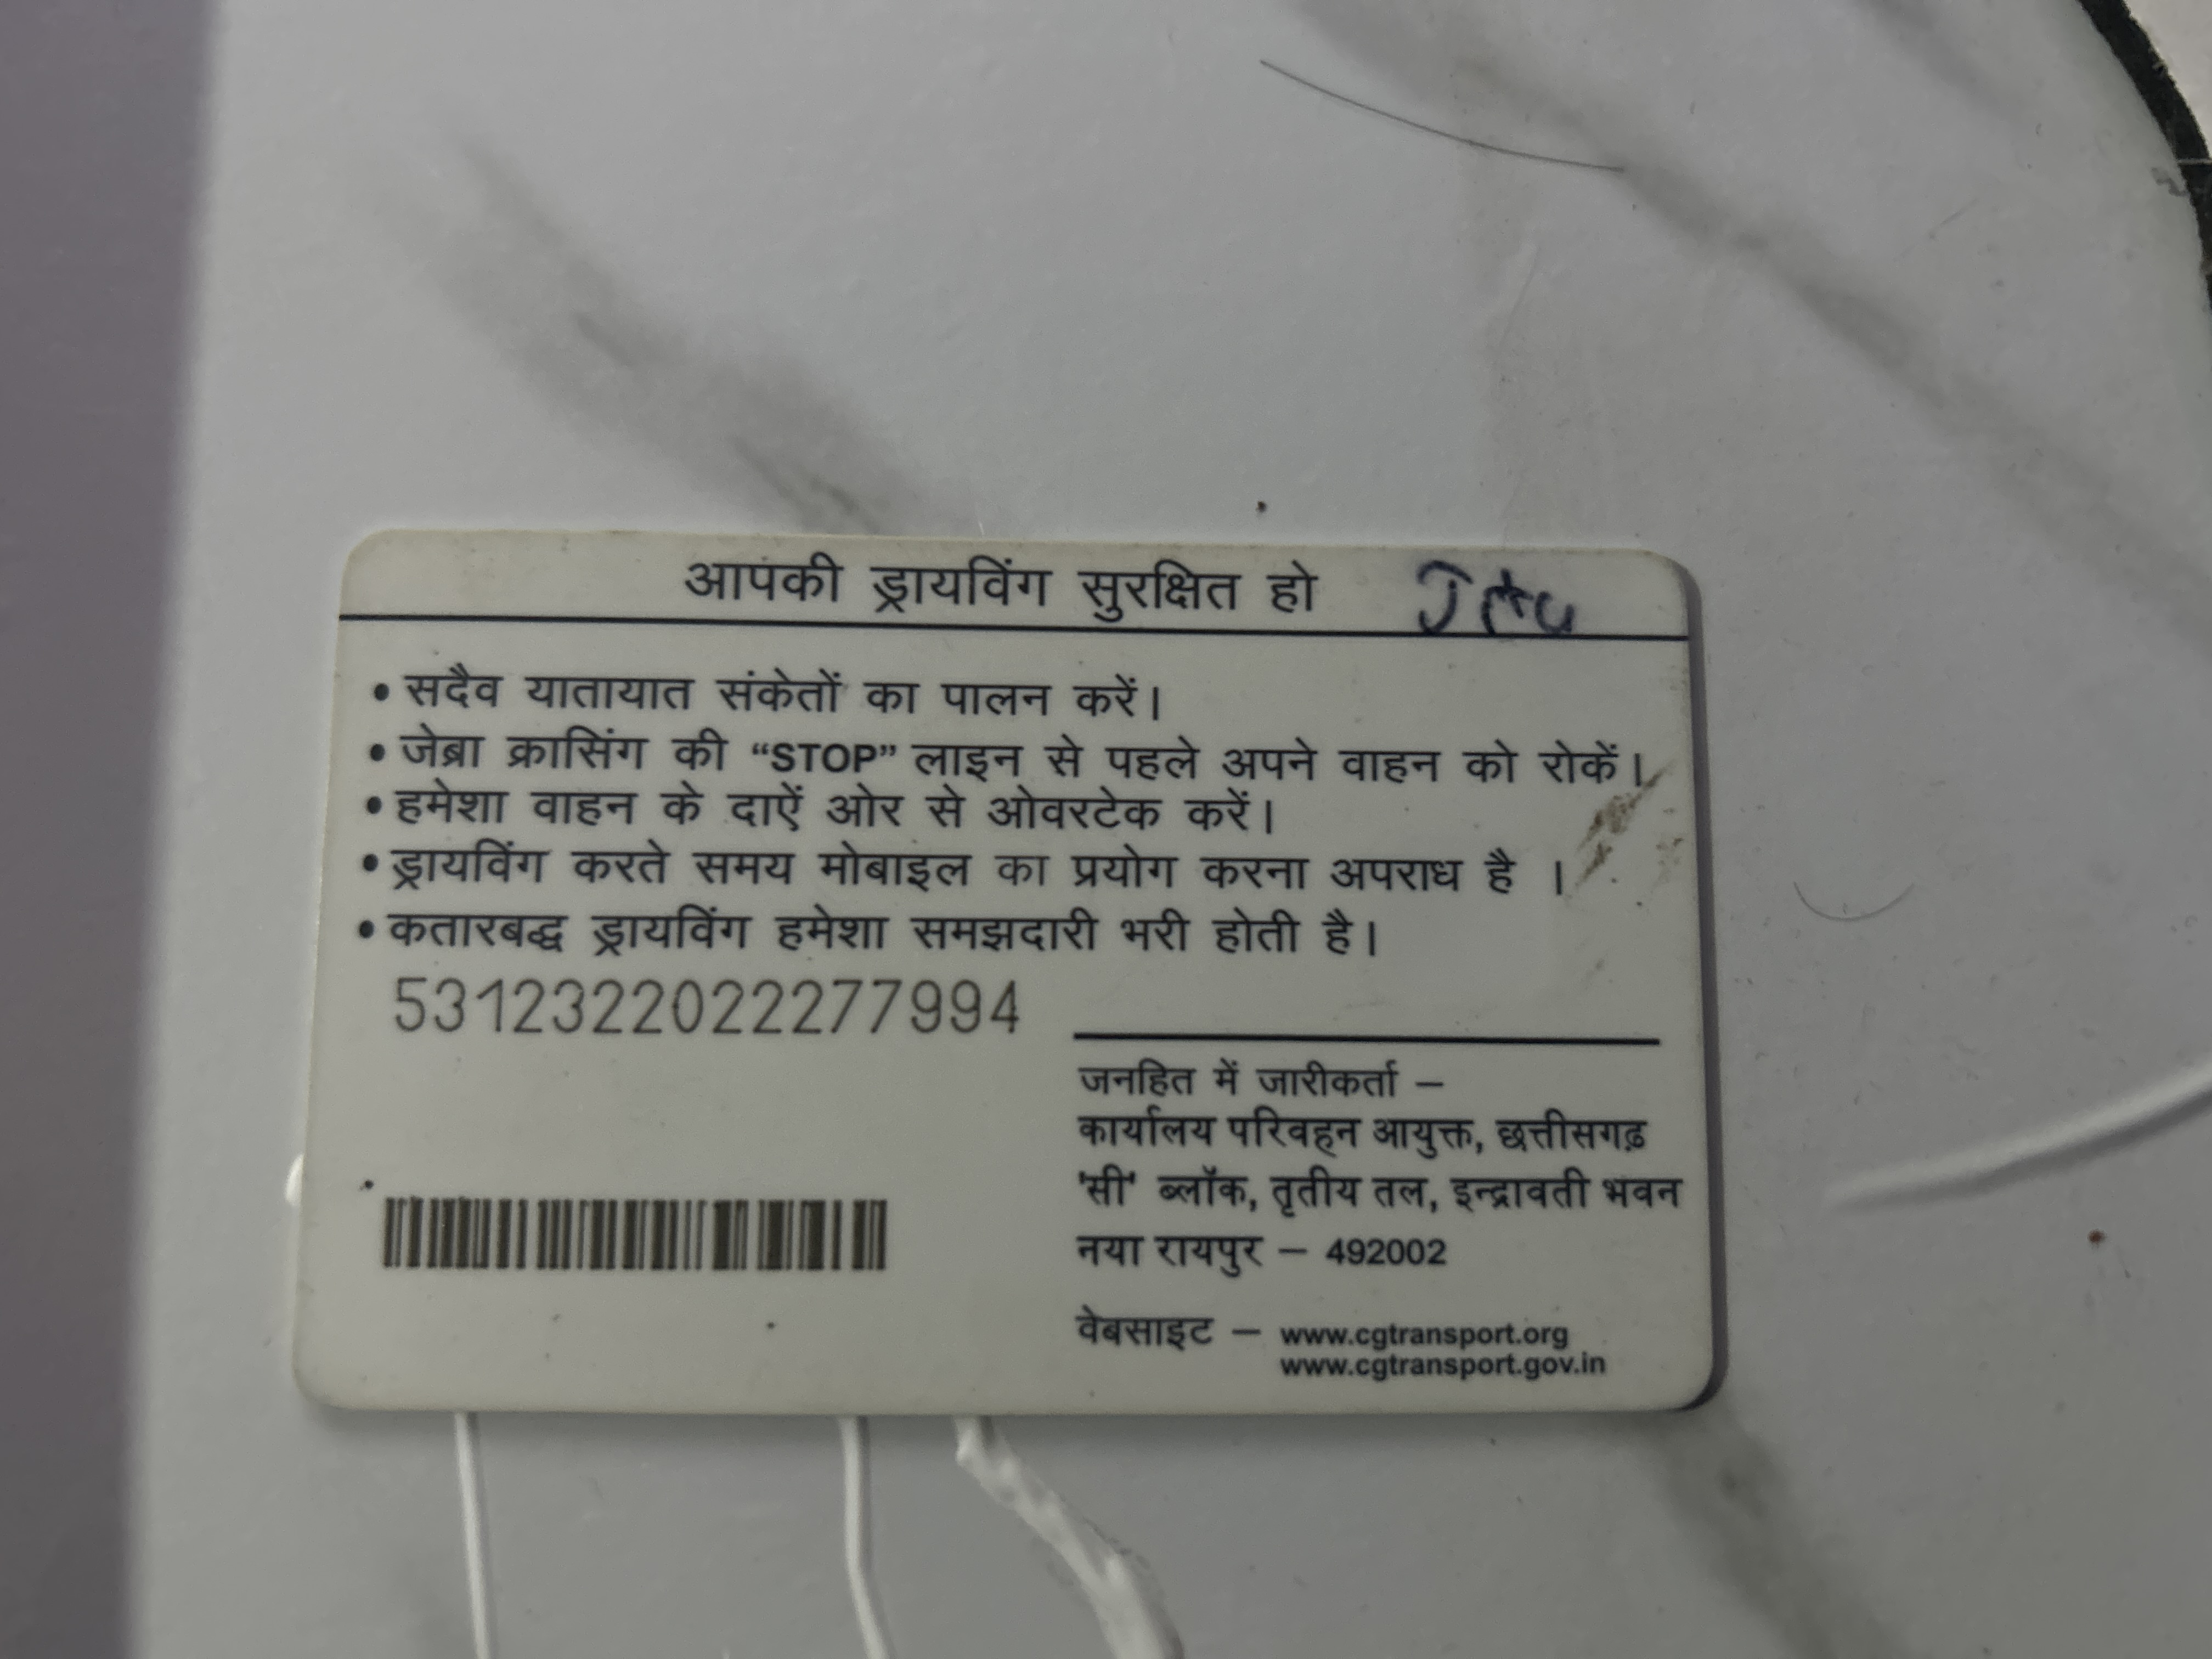 आपकी ड्रायविंग सुरक्षित हो
• सदैव यातायात संकेतों का पालन करें।
• जेब्रा क्रासिंग की “STOP” लाइन से पहले अपने वाहन को रोकें।
• हमेशा वाहन के दाऐं ओर से ओवरटेक करें।
• ड्रायविंग करते समय मोबाइल का प्रयोग करना अपराध है ।
• कतारबद्ध ड्रायविंग हमेशा समझदारी भरी होती है।
5312322022277994
जनहित में जारीकर्ता –
कार्यालय परिवहन आयुक्त, छत्तीसगढ़
'सी' ब्लॉक, तृतीय तल, इन्द्रावती भवन
नया रायपुर – 492002
वेबसाइट – www.cgtransport.org
www.cgtransport.gov.in